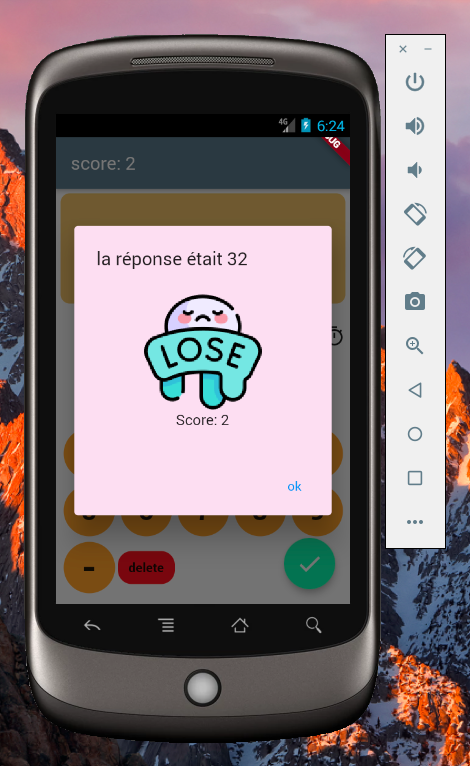 4G 6:24
score: 2
la réponse était 32
LOSE
Score: 2
ok
- delete